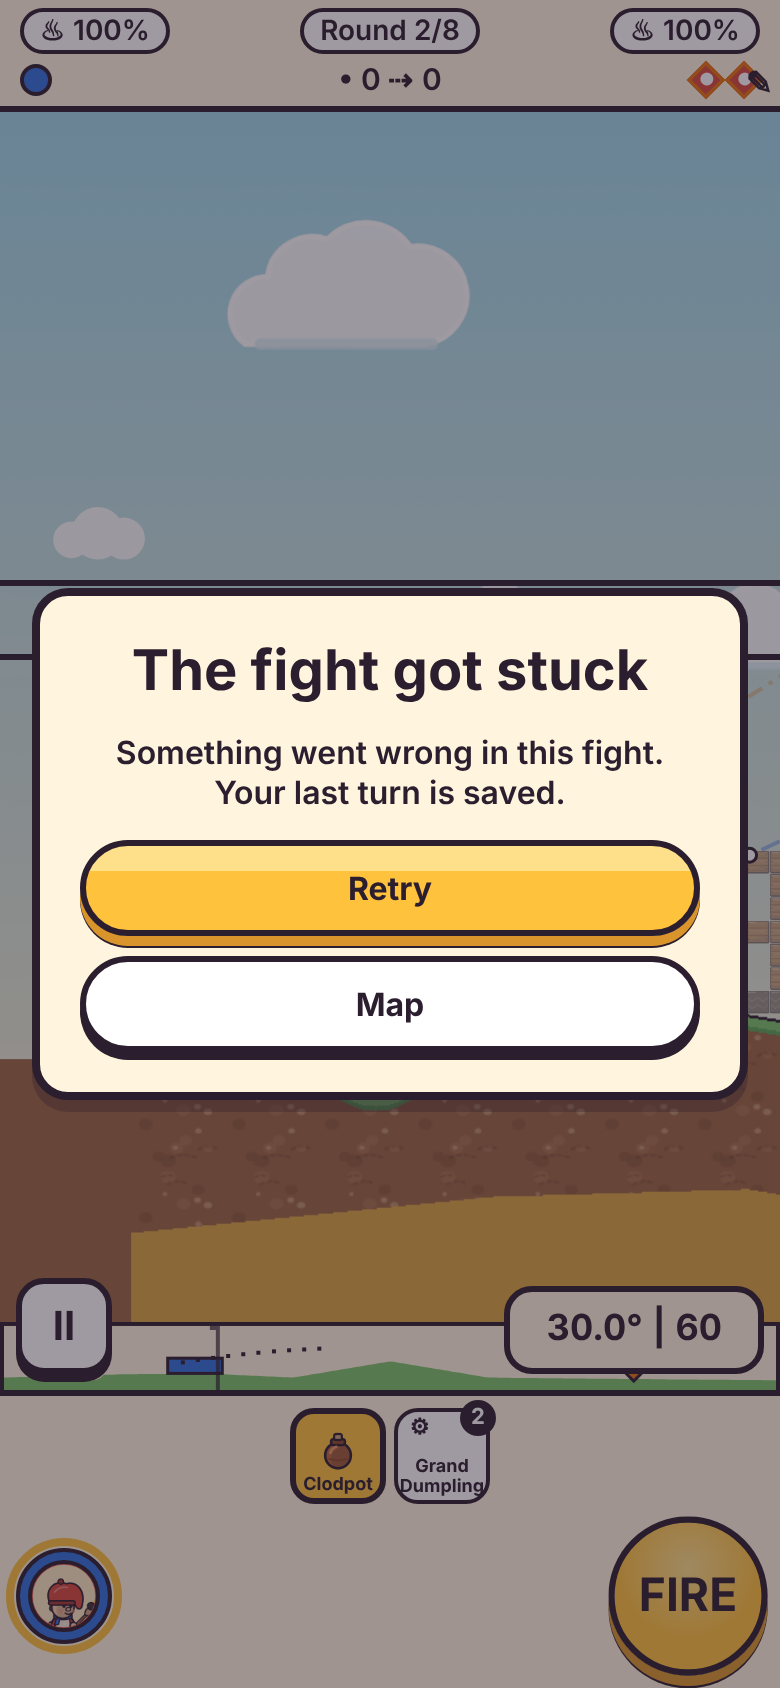 ♨ 100%
Round 2/8
♨ 100%
• 0 ⇢ 0
The fight got stuck
Something went wrong in this fight.
Your last turn is saved.
Retry
Map
30.0° | 60
Clodpot
2
Grand
Dumpling
FIRE